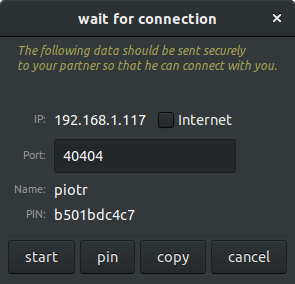 wait for connection
The following data should be sent securely
to your partner so that he can connect with you.
IP: 192.168.1.117 Internet
Port: 40404
Name: piotr
PIN: b501bdc4c7
start pin copy cancel